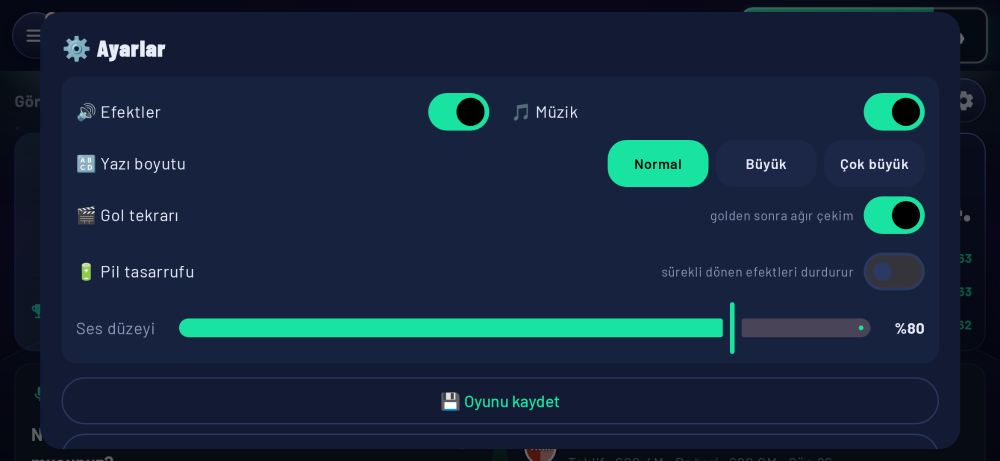 Ayarlar
Efektler
Müzik
Yazı boyutu
Normal
Büyük
Çok büyük
Gol tekrarı
golden sonra ağır çekim
Pil tasarrufu
sürekli dönen efektleri durdurur
Ses düzeyi
%80
Oyunu kaydet